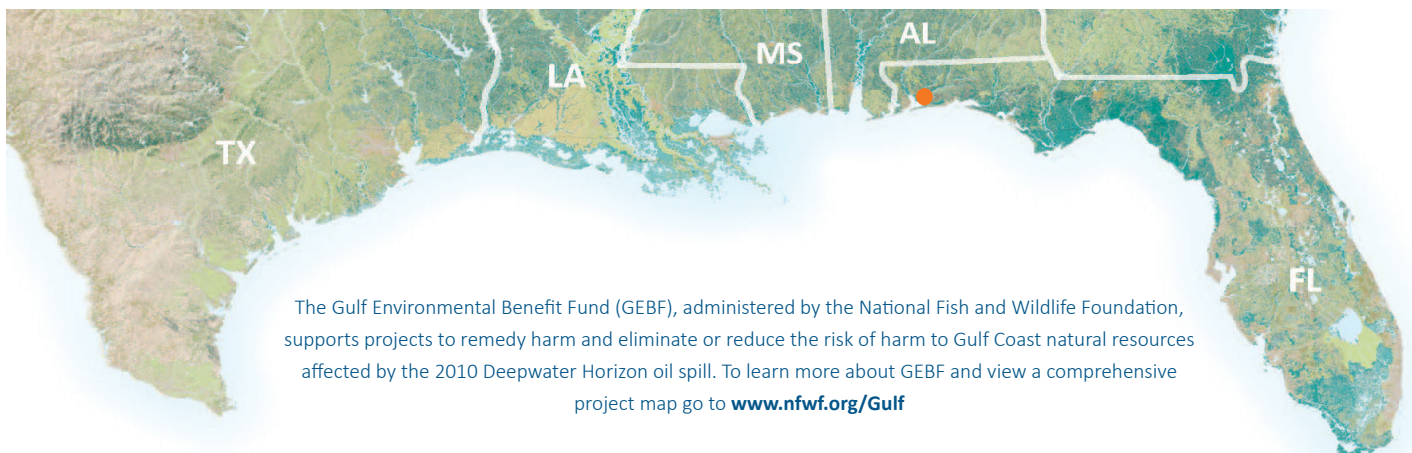 AL
MS
LA
TX
FL
The Gulf Environmental Benefit Fund (GEBF), administered by the National Fish and Wildlife Foundation,
supports projects to remedy harm and eliminate or reduce the risk of harm to Gulf Coast natural resources
affected by the 2010 Deepwater Horizon oil spill. To learn more about GEBF and view a comprehensive
project map go to www.nfwf.org/Gulf